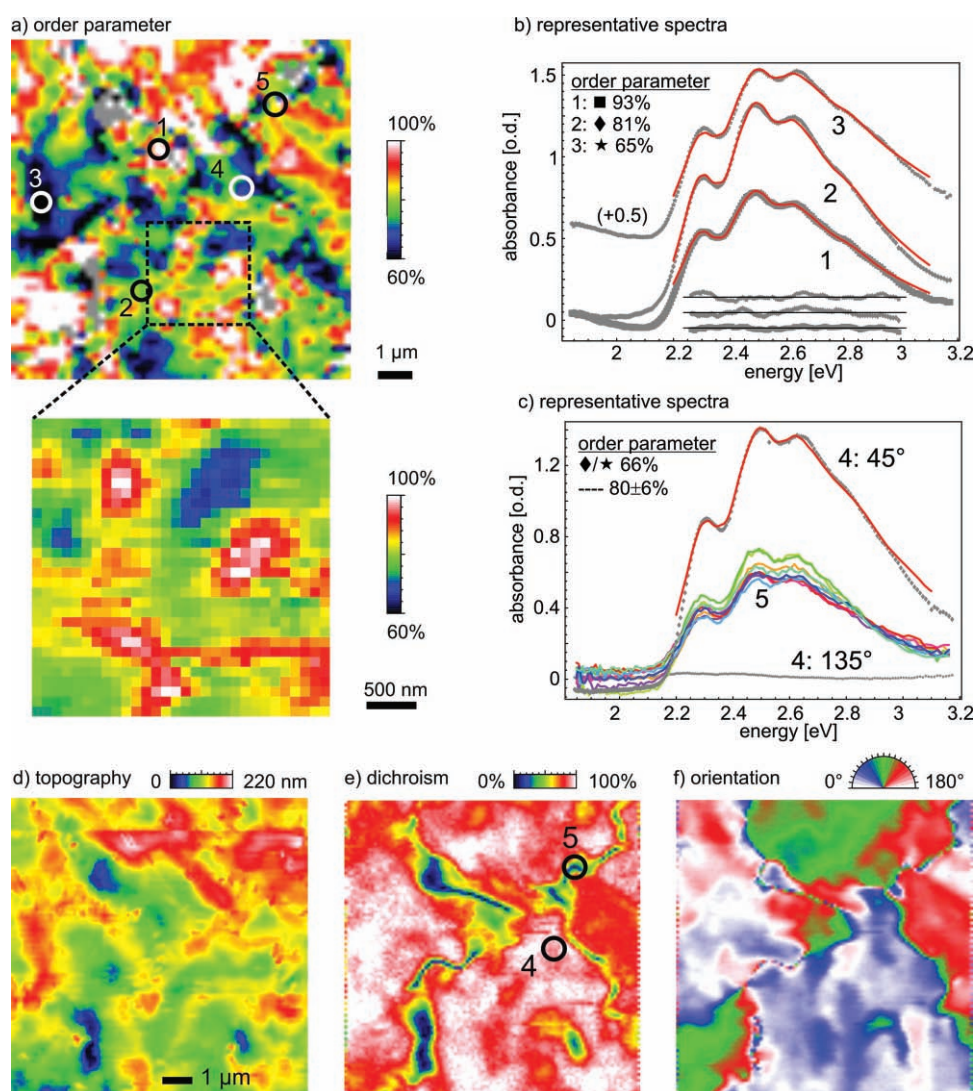 a) order parameter
5
1
4
3
2
100%
60%
1 µm
100%
60%
500 nm
b) representative spectra
order parameter
1: ■ 93%
2: ♦ 81%
3: ★ 65%
(+0.5)
3
2
1
absorbance [o.d.]
1.5
1
0.5
0
2 2.2 2.4 2.6 2.8 3.0 3.2
energy [eV]
c) representative spectra
order parameter
♦/★ 66%
---- 80±6%
4: 45°
5
4: 135°
absorbance [o.d.]
1.2
0.8
0.4
0
2 2.2 2.4 2.6 2.8 3 3.2
energy [eV]
d) topography 0 220 nm
1 µm
e) dichroism 0% 100%
5
4
f) orientation 0° 180°